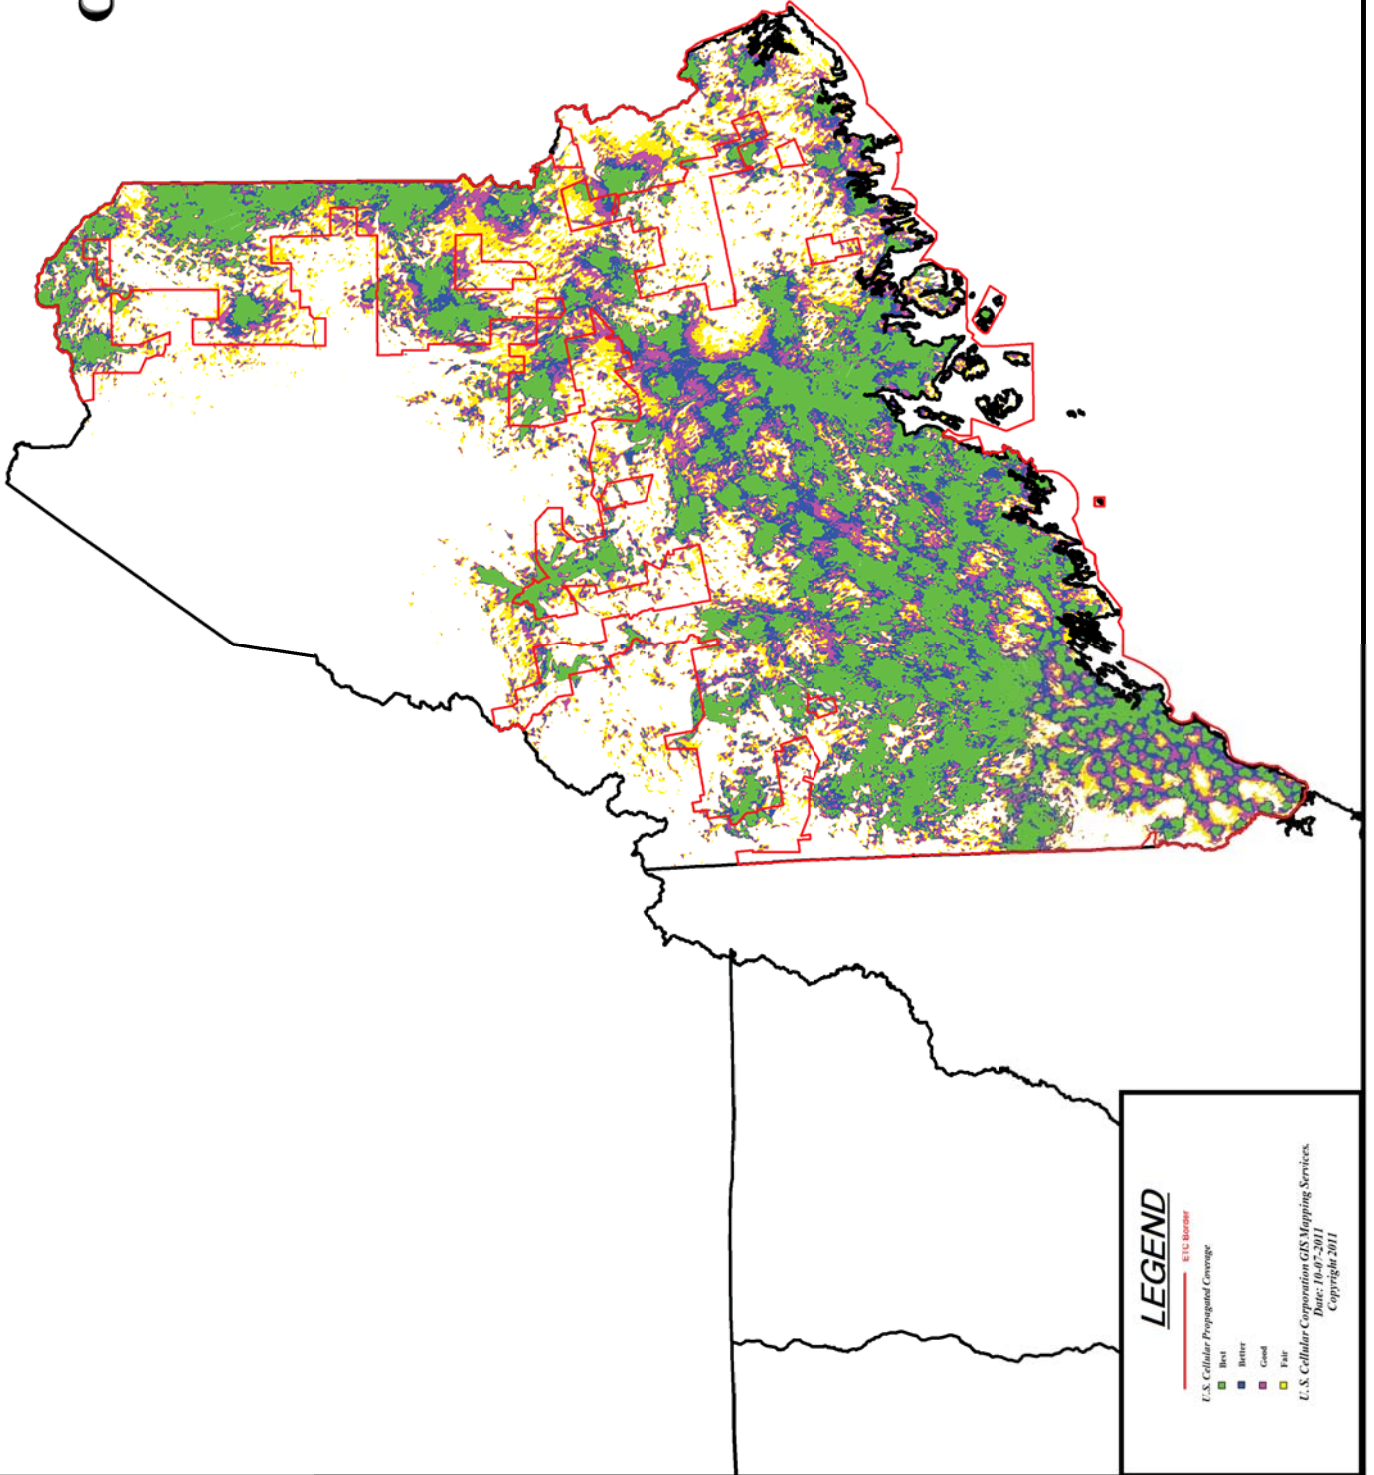 LEGEND
ETC Border
U.S. Cellular Propagated Coverage
Best
Better
Good
Fair
U.S. Cellular Corporation GIS Mapping Services.
Date: 10-07-2011
Copyright 2011